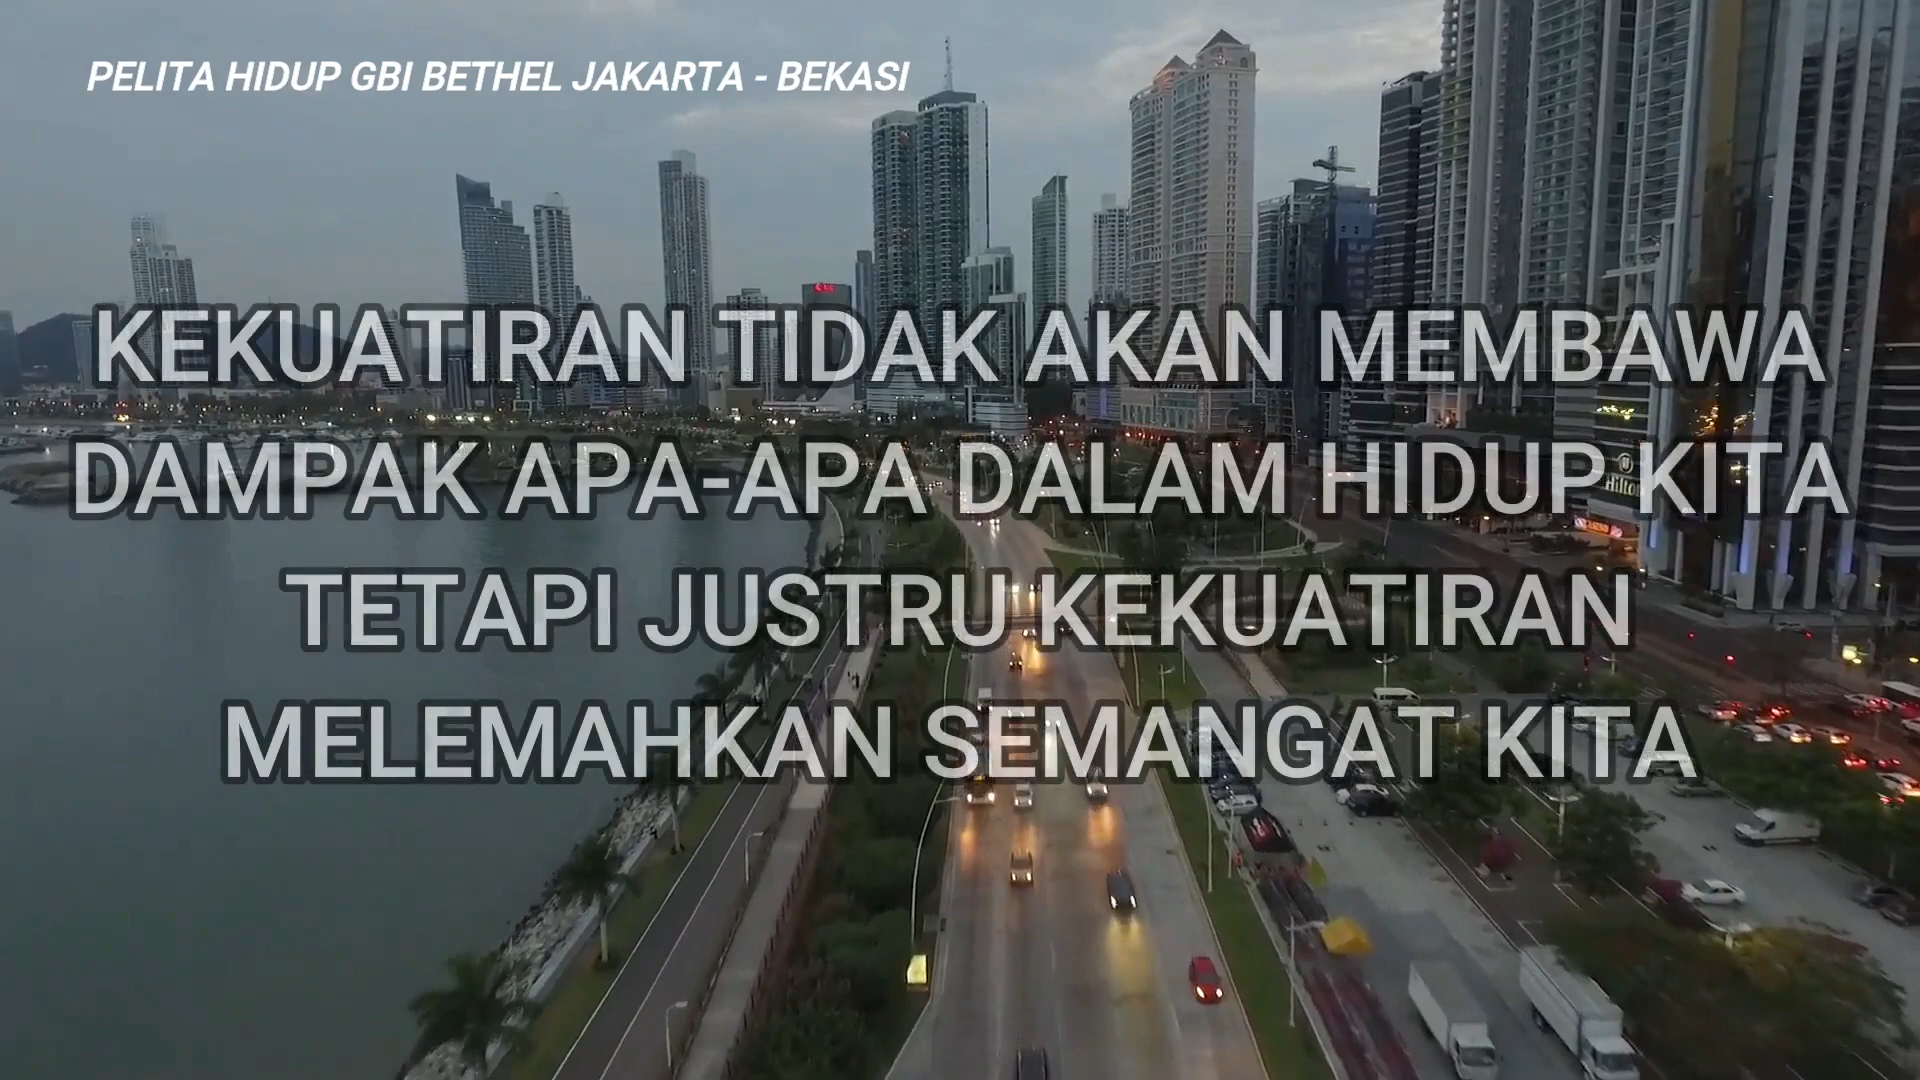 PELITA HIDUP GBI BETHEL JAKARTA - BEKASI
KEKUATIRAN TIDAK AKAN MEMBAWA
DAMPAK APA-APA DALAM HIDUP KITA
TETAPI JUSTRU KEKUATIRAN
MELEMAHKAN SEMANGAT KITA
Hilton